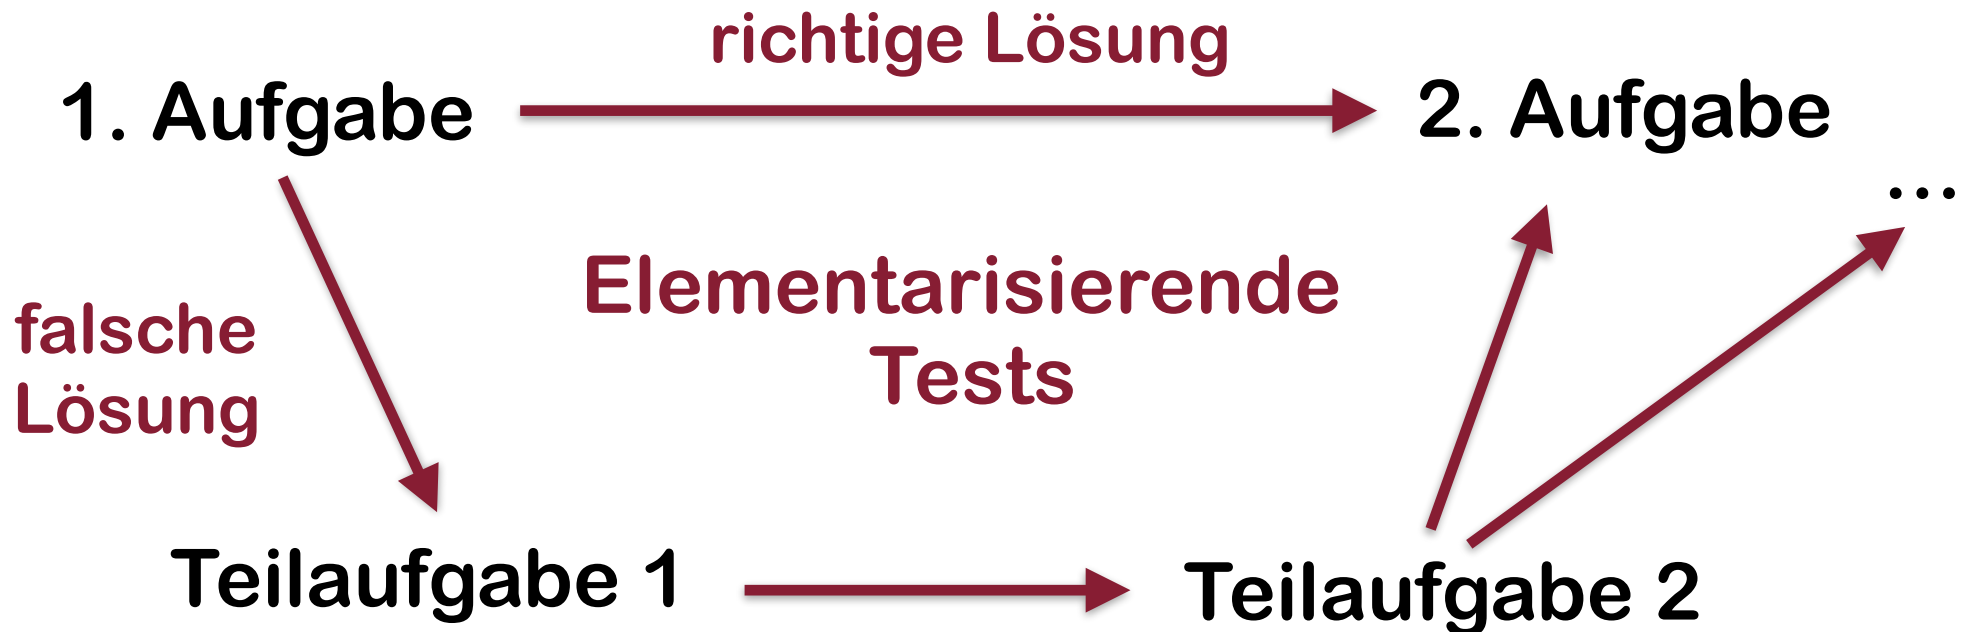 richtige Lösung
1. Aufgabe
2. Aufgabe
...
Elementarisierende
Tests
falsche
Lösung
Teilaufgabe 1
Teilaufgabe 2